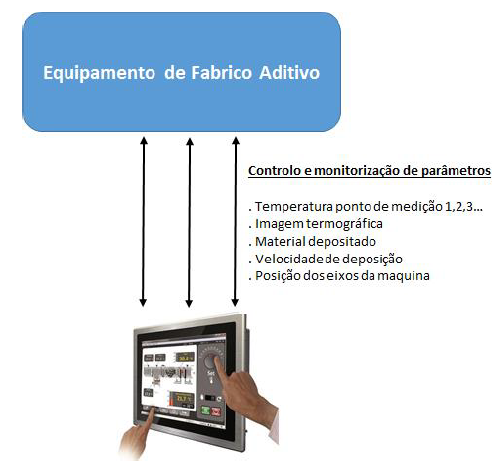 Equipamento de Fabrico Aditivo
Controlo e monitorização de parâmetros
. Temperatura ponto de medição 1,2,3...
. Imagem termográfica
. Material depositado
. Velocidade de deposição
. Posição dos eixos da maquina
Set